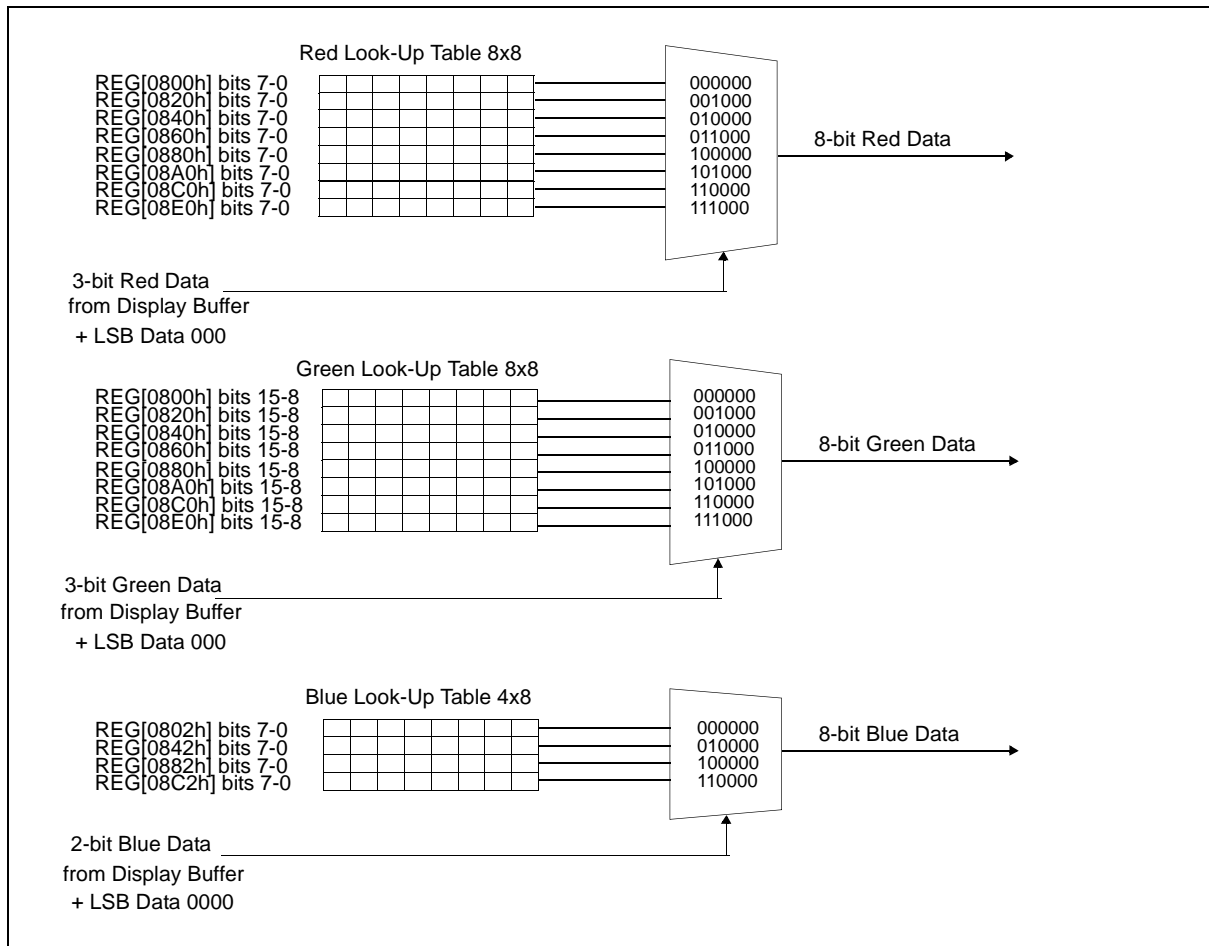 Red Look-Up Table 8x8
REG[0800h] bits 7-0
REG[0820h] bits 7-0
REG[0840h] bits 7-0
REG[0860h] bits 7-0
REG[0880h] bits 7-0
REG[08A0h] bits 7-0
REG[08C0h] bits 7-0
REG[08E0h] bits 7-0
000000
001000
010000
011000
100000
101000
110000
111000
8-bit Red Data
3-bit Red Data
from Display Buffer
+ LSB Data 000
Green Look-Up Table 8x8
REG[0800h] bits 15-8
REG[0820h] bits 15-8
REG[0840h] bits 15-8
REG[0860h] bits 15-8
REG[0880h] bits 15-8
REG[08A0h] bits 15-8
REG[08C0h] bits 15-8
REG[08E0h] bits 15-8
000000
001000
010000
011000
100000
101000
110000
111000
8-bit Green Data
3-bit Green Data
from Display Buffer
+ LSB Data 000
Blue Look-Up Table 4x8
REG[0802h] bits 7-0
REG[0842h] bits 7-0
REG[0882h] bits 7-0
REG[08C2h] bits 7-0
000000
010000
100000
110000
8-bit Blue Data
2-bit Blue Data
from Display Buffer
+ LSB Data 0000